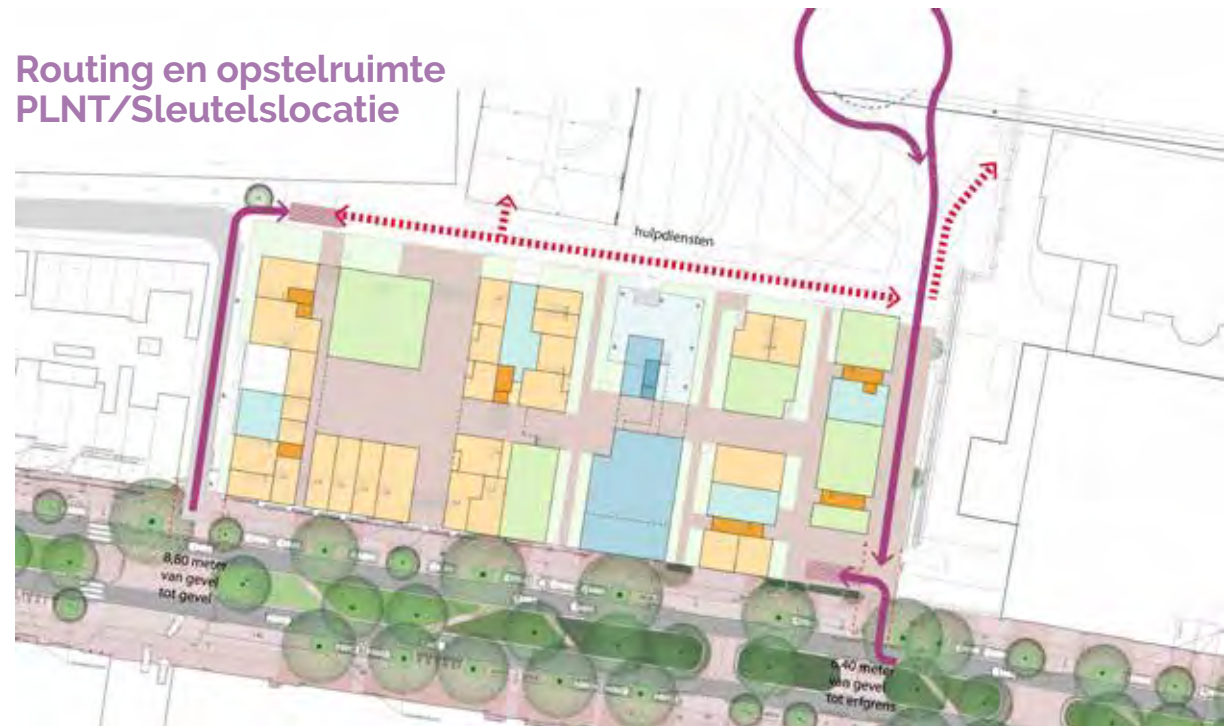 Routing en opstelruimte
PLNT/Sleutelslocatie
hulpdiensten
8,80 meter
van gevel
tot gevel
6,40 meter
van gevel
tot erfgrens